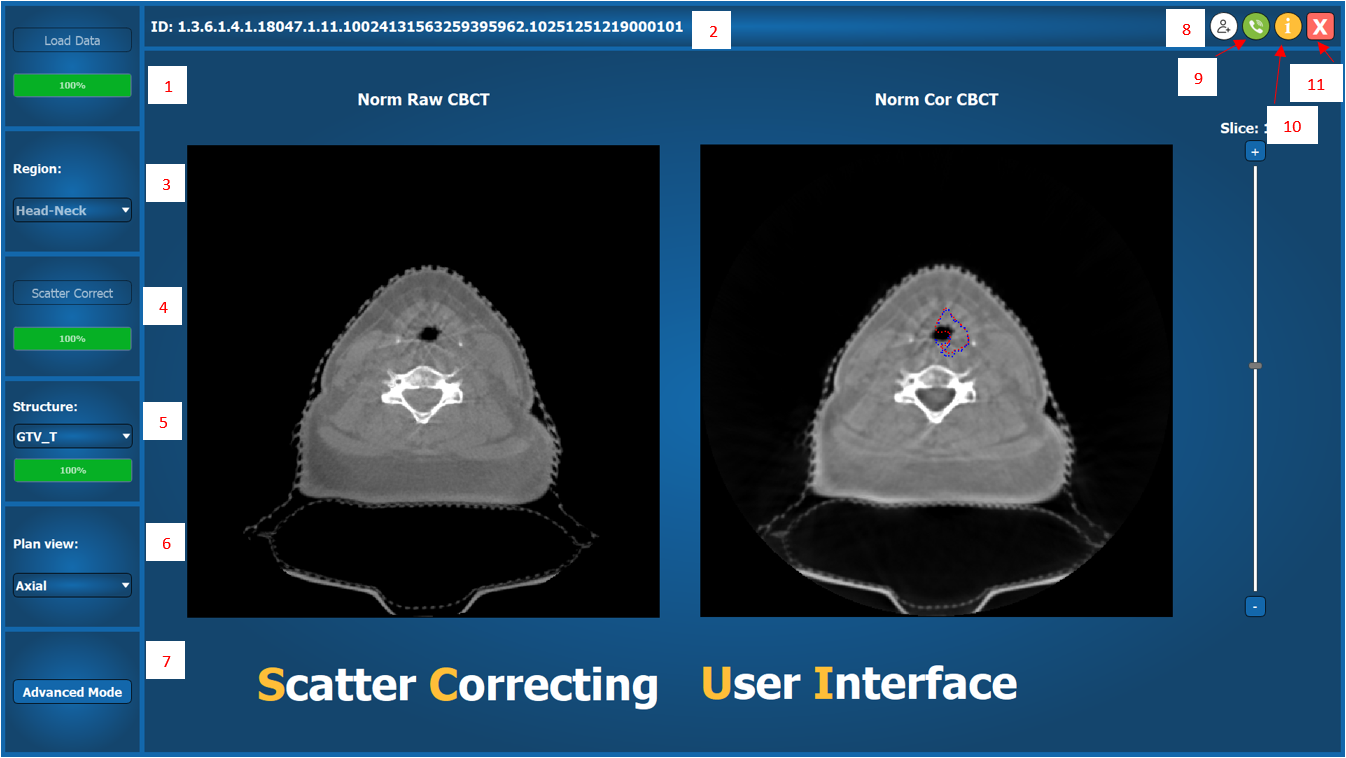 Load Data
100%
ID: 1.3.6.1.4.1.18047.1.11.10024131563259395962.10251251219000101
2
8
i
X
9
11
10
1
Norm Raw CBCT
Norm Cor CBCT
Slice:
+
Region:
3
Head-Neck
Scatter Correct
4
100%
Structure:
5
GTV_T
100%
Plan view:
6
Axial
-
7
Advanced Mode
Scatter Correcting User Interface